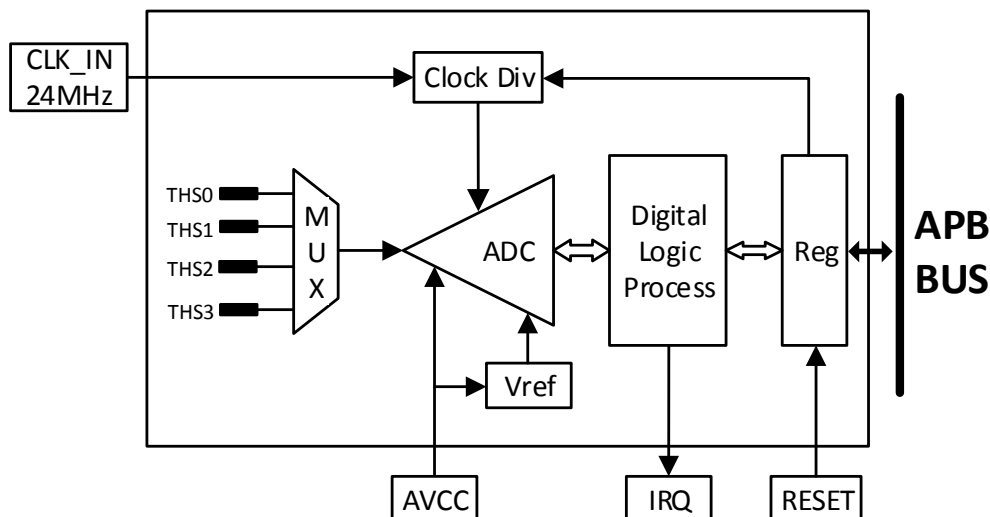 CLK_IN
24MHz
Clock Div
THS0
THS1
THS2
THS3
M
U
X
ADC
Digital
Logic
Process
Reg
APB
BUS
Vref
AVCC
IRQ
RESET